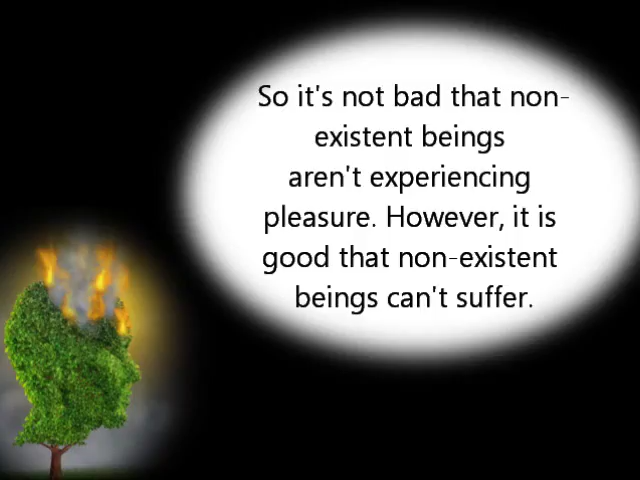 So it's not bad that non-
existent beings
aren't experiencing
pleasure. However, it is
good that non-existent
beings can't suffer.